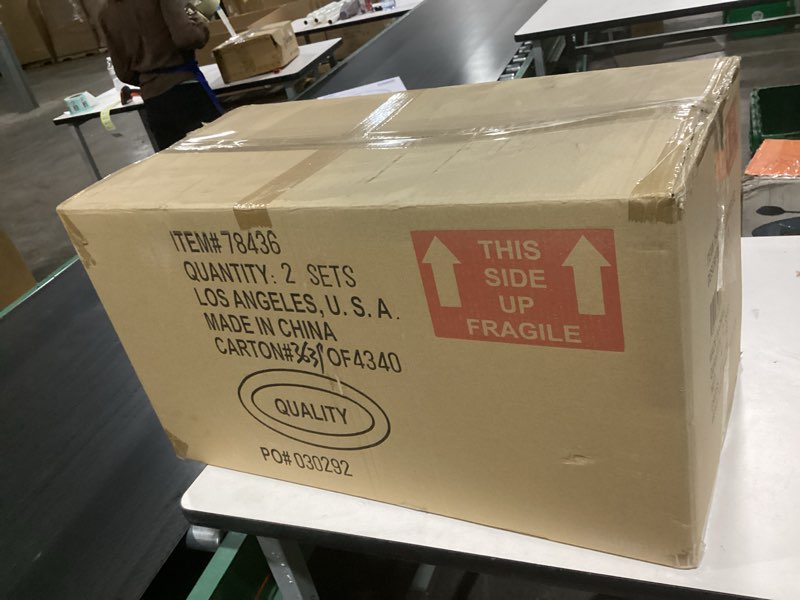 ITEM# 78436
QUANTITY: 2 SETS
LOS ANGELES, U. S. A.
MADE IN CHINA
CARTON# 3639 OF 4340
QUALITY
PO# 030292
THIS
SIDE
UP
FRAGILE